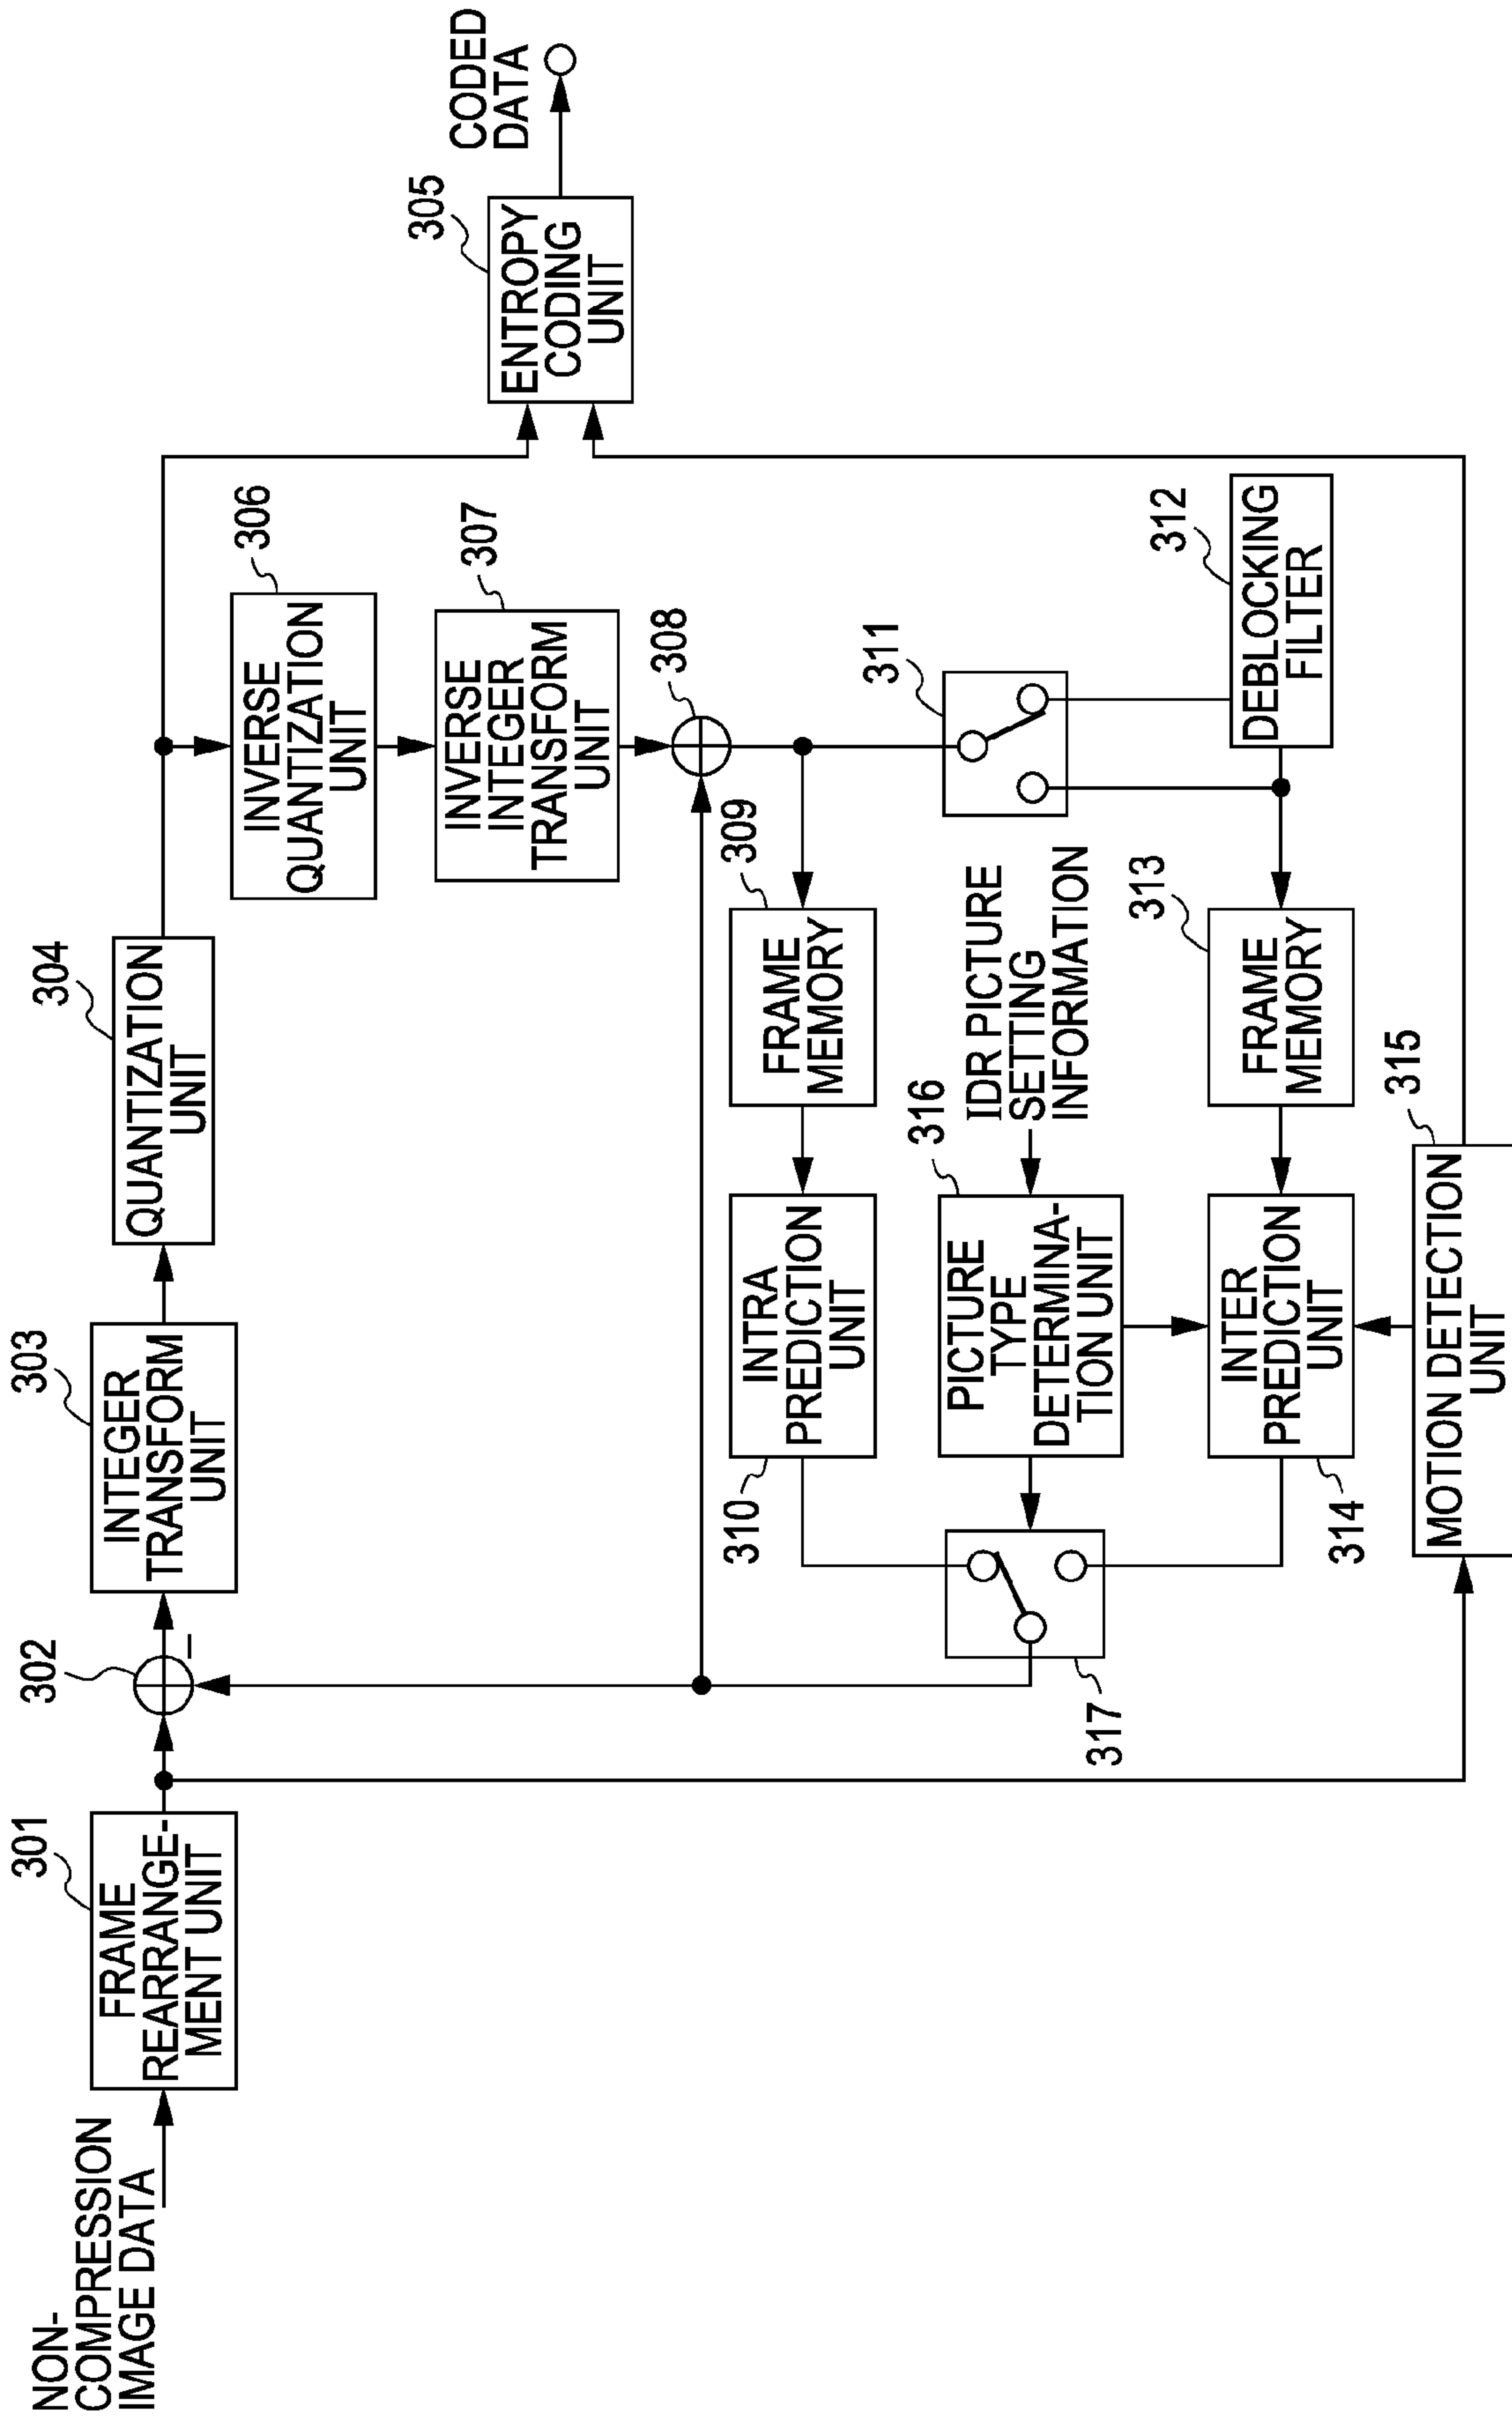 NON-
COMPRESSION
IMAGE DATA
301
FRAME
REARRANGE-
MENT UNIT
302
−
303
INTEGER
TRANSFORM
UNIT
304
QUANTIZATION
UNIT
305
ENTROPY
CODING
UNIT
CODED
DATA
306
INVERSE
QUANTIZATION
UNIT
307
INVERSE
INTEGER
TRANSFORM
UNIT
308
309
FRAME
MEMORY
310
INTRA
PREDICTION
UNIT
311
312
DEBLOCKING
FILTER
IDR PICTURE
SETTING
INFORMATION
316
PICTURE
TYPE
DETERMINA-
TION UNIT
317
313
FRAME
MEMORY
314
INTER
PREDICTION
UNIT
315
MOTION DETECTION
UNIT